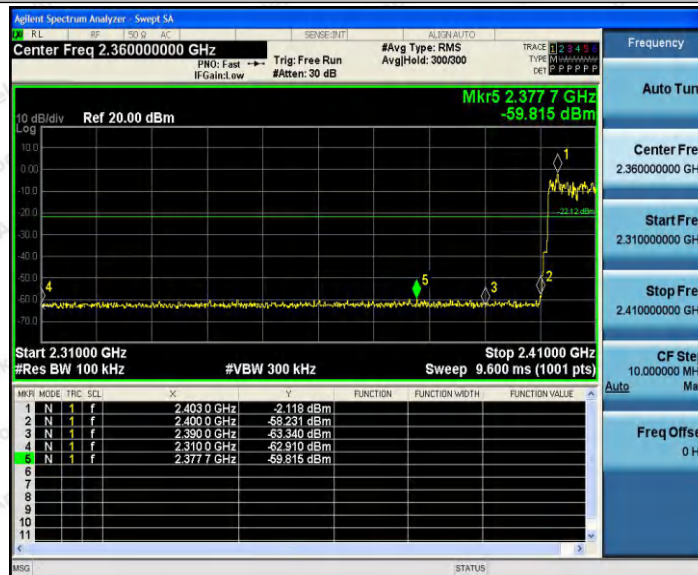 Agilent Spectrum Analyzer - Swept SA
RL RF 50 Ω AC SENSE:INT ALIGN AUTO
Center Freq 2.360000000 GHz
PNO: Fast
IFGain:Low
Trig: Free Run
#Atten: 30 dB
#Avg Type: RMS
Avg|Hold: 300/300
TRACE 1 2 3 4 5 6
TYPE M
DET P P P P P P
Mkr5 2.377 7 GHz
-59.815 dBm
10 dB/div Ref 20.00 dBm
Log
10.0
0.00
-10.0
-20.0
-30.0
-40.0
-50.0
-60.0
-70.0
1
-22.12 dBm
2
3
4
5
Start 2.31000 GHz Stop 2.41000 GHz
#Res BW 100 kHz #VBW 300 kHz Sweep 9.600 ms (1001 pts)
MKR MODE TRC SCL X Y FUNCTION FUNCTION WIDTH FUNCTION VALUE
1 N 1 f 2.403 0 GHz -2.118 dBm
2 N 1 f 2.400 0 GHz -58.231 dBm
3 N 1 f 2.390 0 GHz -63.340 dBm
4 N 1 f 2.310 0 GHz -62.910 dBm
5 N 1 f 2.377 7 GHz -59.815 dBm
6
7
8
9
10
11
MSG STATUS
Frequency
Auto Tun
Center Fre
2.360000000 GH
Start Fre
2.310000000 GH
Stop Fre
2.410000000 GH
CF Ste
10.000000 MH
Auto Ma
Freq Offse
0 H